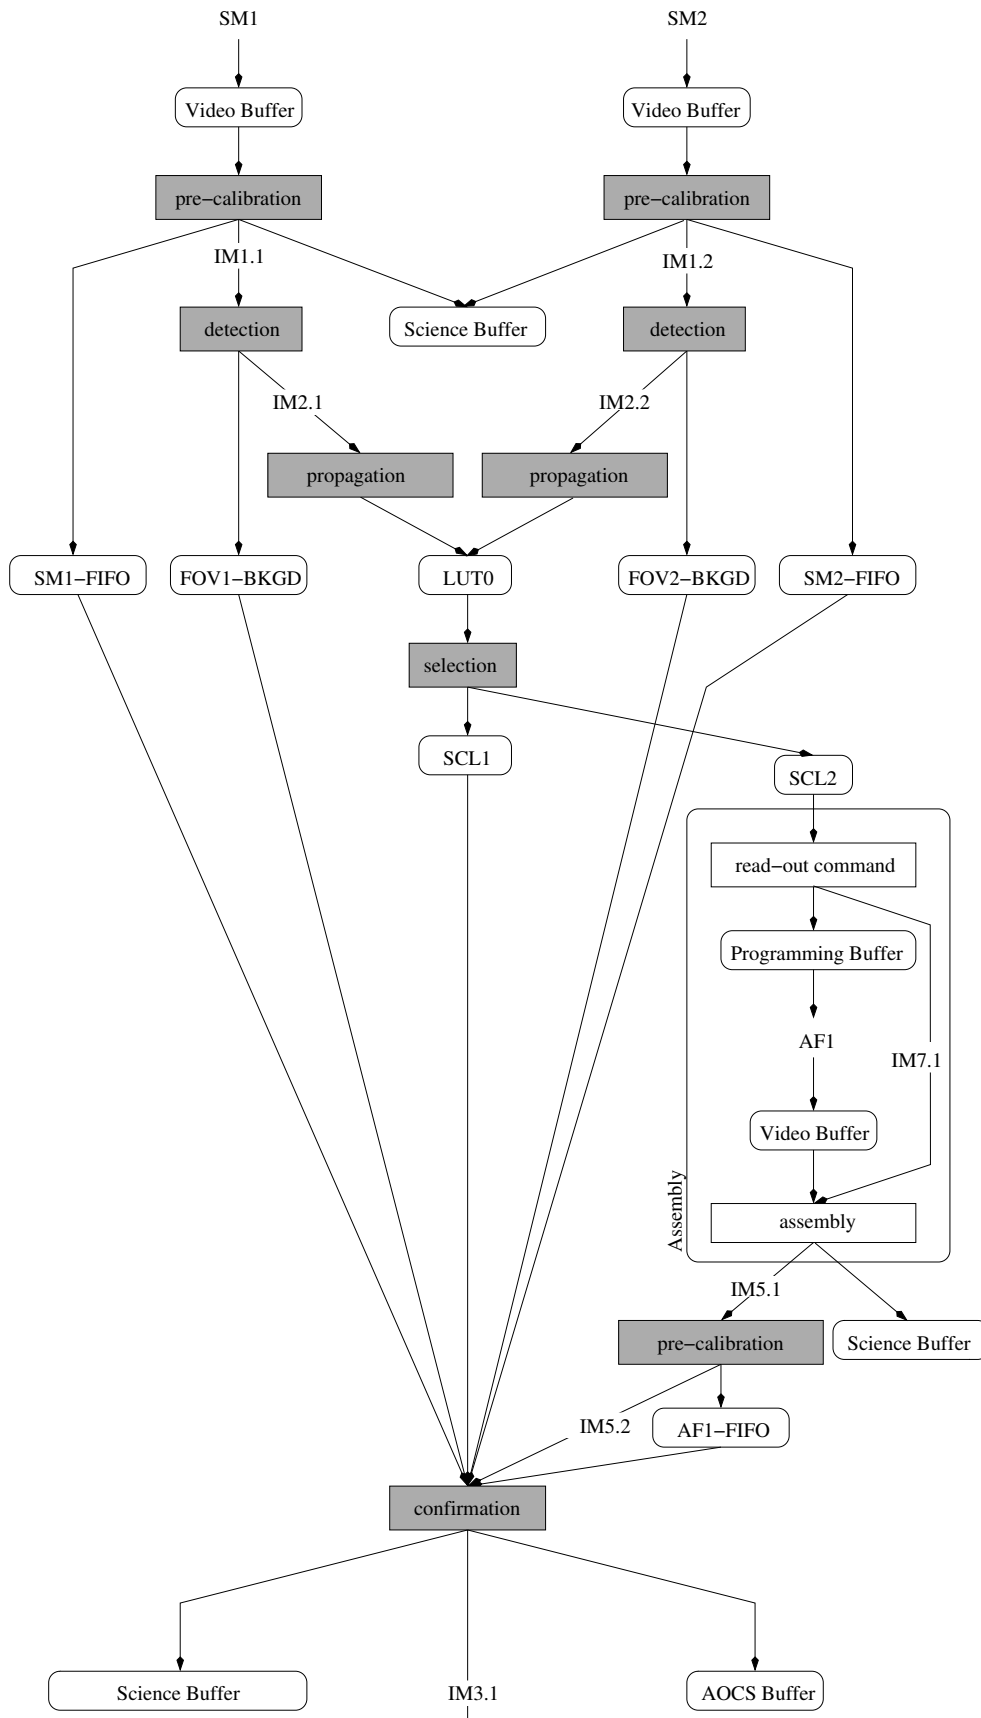 SM1
SM2
Video Buffer
Video Buffer
pre−calibration
pre−calibration
IM1.1
IM1.2
detection
Science Buffer
detection
IM2.1
IM2.2
propagation
propagation
SM1−FIFO
FOV1−BKGD
LUT0
FOV2−BKGD
SM2−FIFO
selection
SCL1
SCL2
read−out command
Programming Buffer
AF1
IM7.1
Video Buffer
Assembly
assembly
IM5.1
pre−calibration
Science Buffer
IM5.2
AF1−FIFO
confirmation
Science Buffer
IM3.1
AOCS Buffer